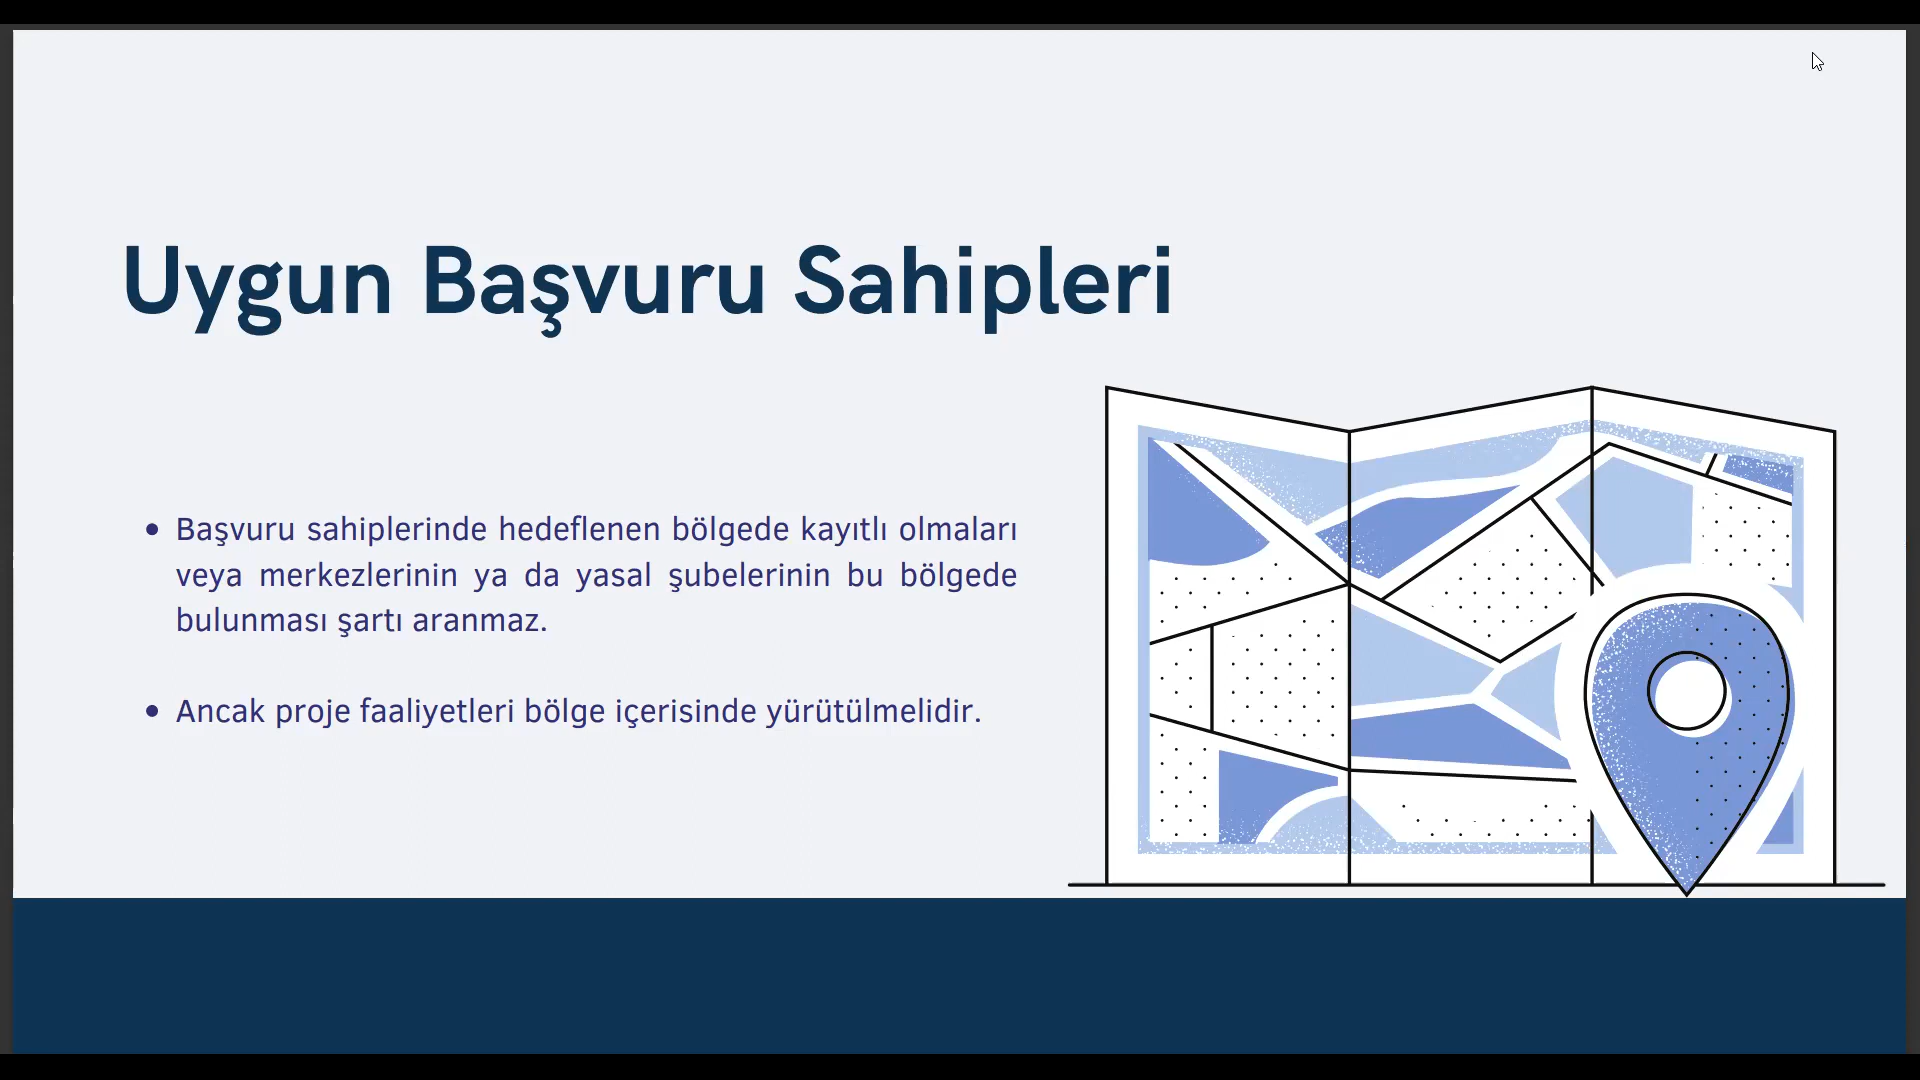 Uygun Başvuru Sahipleri
• Başvuru sahiplerinde hedeflenen bölgede kayıtlı olmaları
veya merkezlerinin ya da yasal şubelerinin bu bölgede
bulunması şartı aranmaz.
• Ancak proje faaliyetleri bölge içerisinde yürütülmelidir.